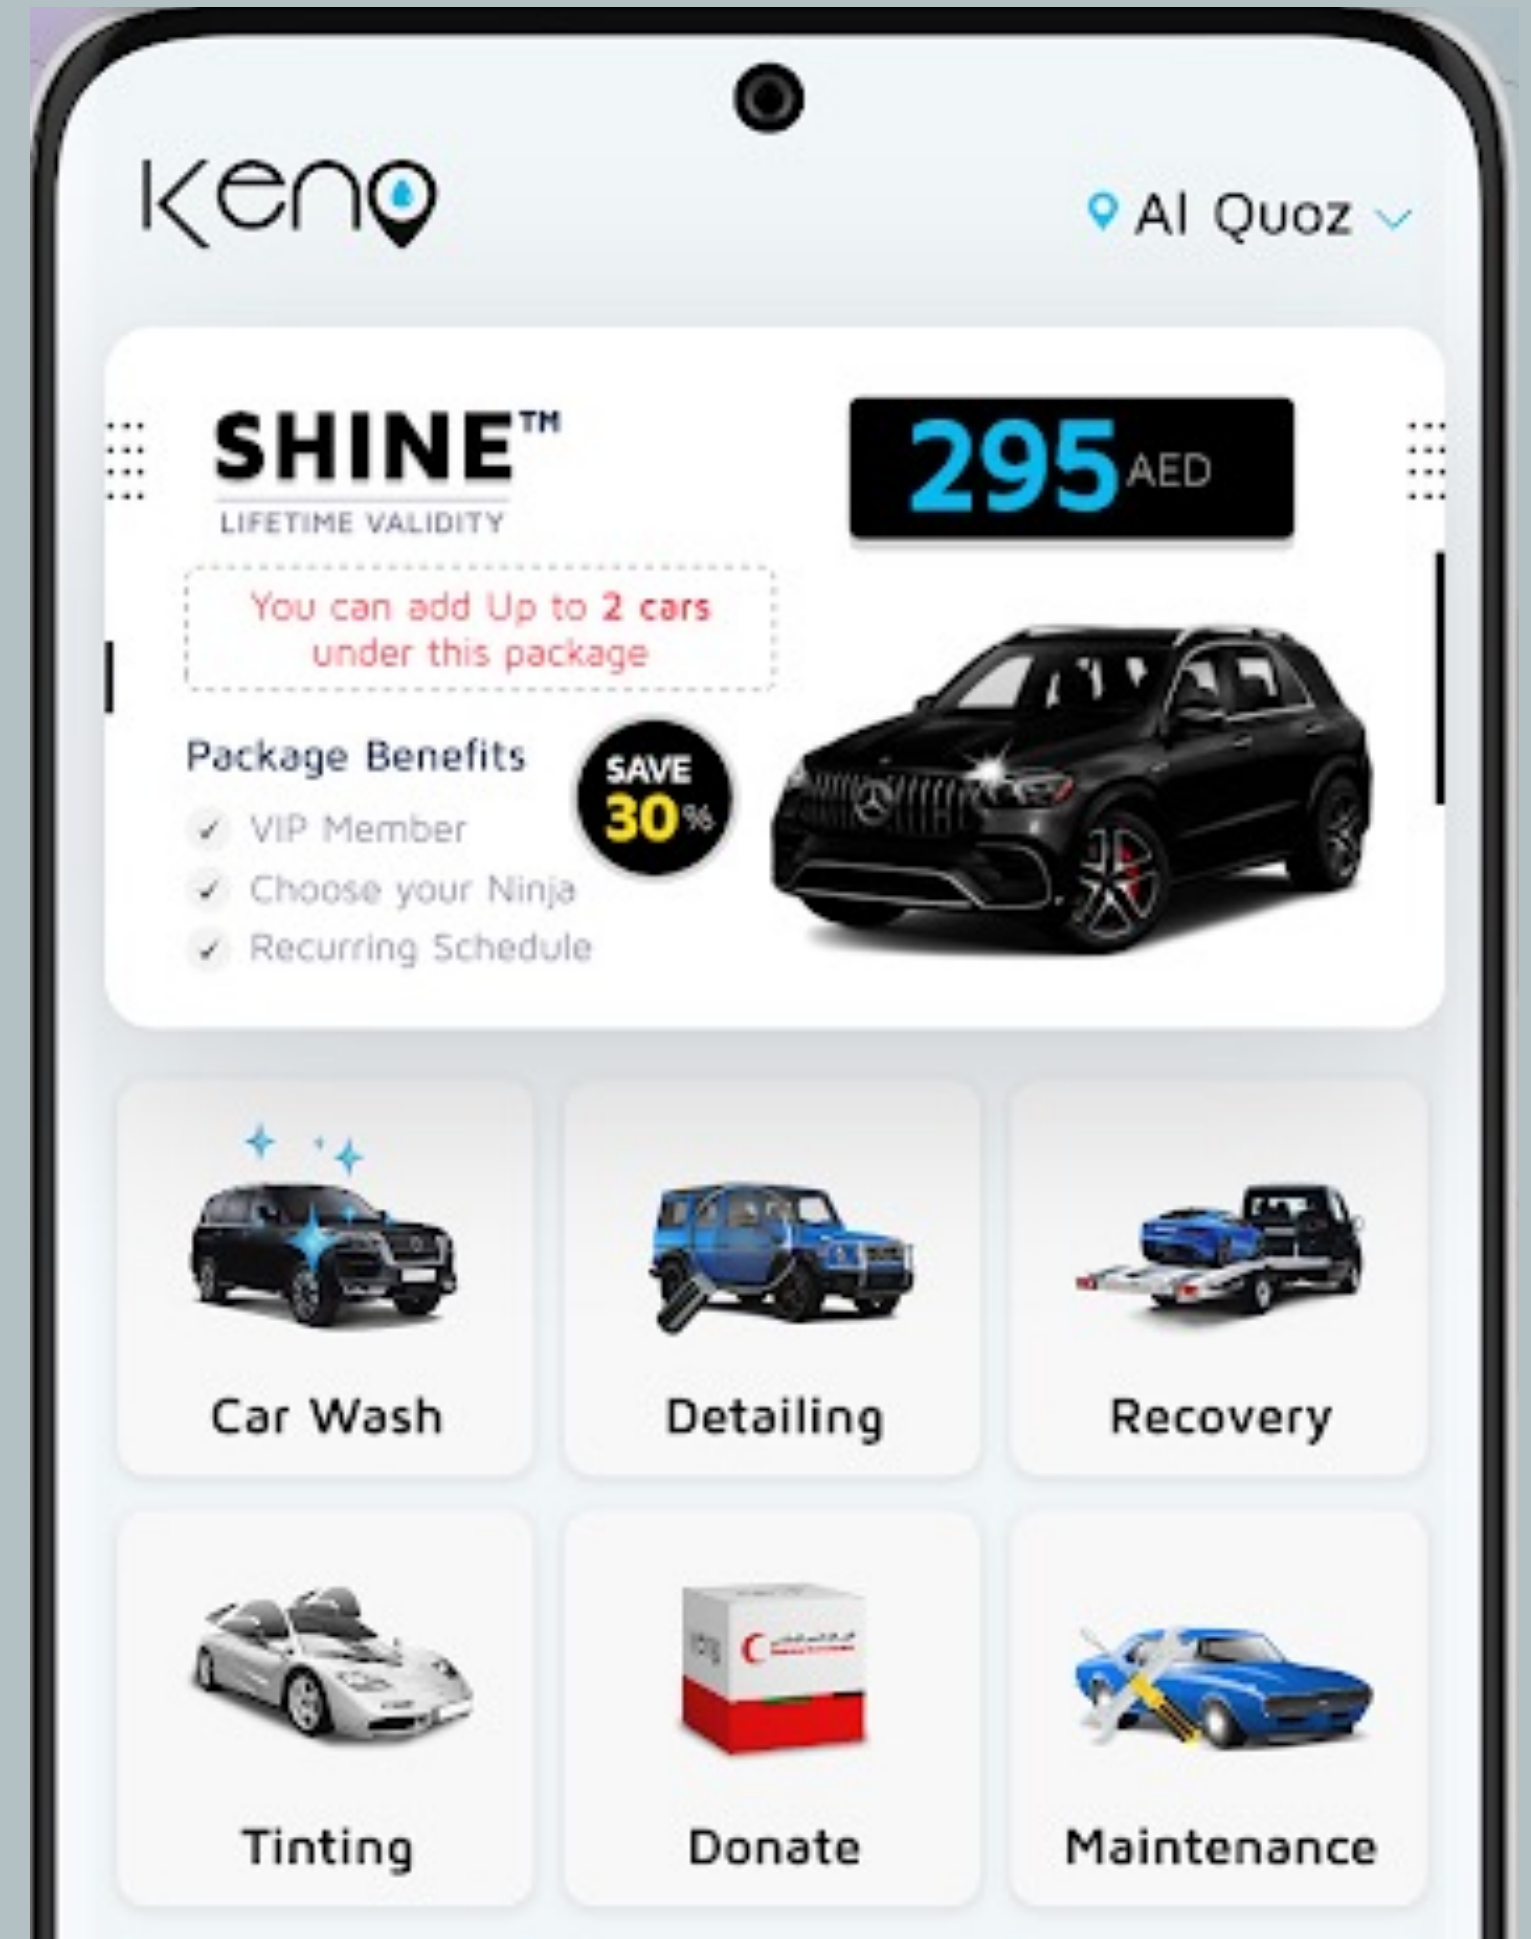 keno
Al Quoz
SHINE™
LIFETIME VALIDITY
295 AED
You can add Up to 2 cars
under this package
Package Benefits
SAVE
30%
✓ VIP Member
✓ Choose your Ninja
✓ Recurring Schedule
Car Wash
Detailing
Recovery
Tinting
Donate
Maintenance